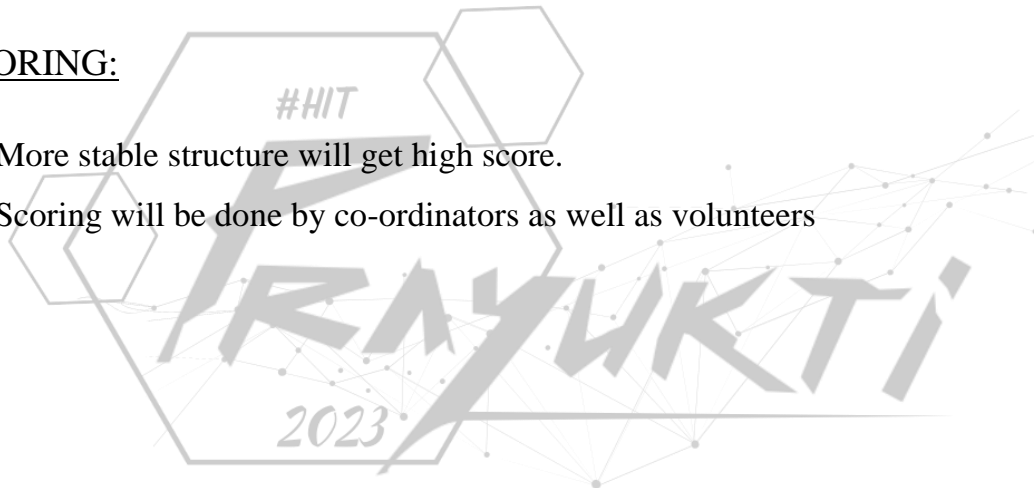 ORING:
#HIT
More stable structure will get high score.
Scoring will be done by co-ordinators as well as volunteers
PRAYUKTi
2023